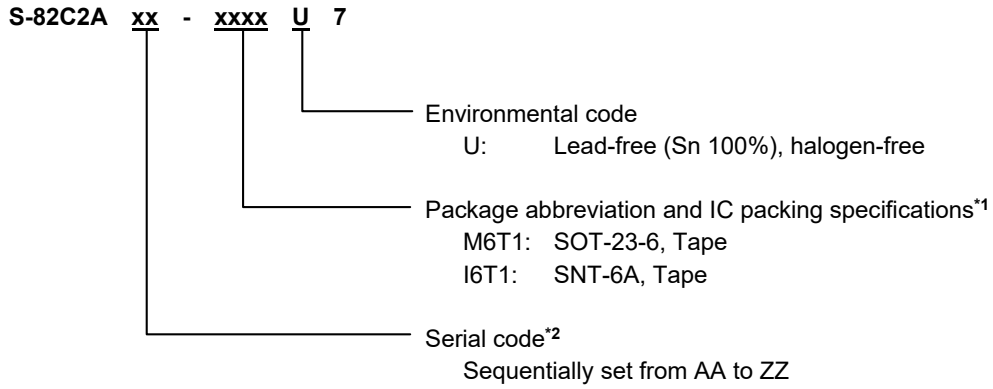 S-82C2A xx - xxxx U 7
Environmental code
U: Lead-free (Sn 100%), halogen-free
Package abbreviation and IC packing specifications*1
M6T1: SOT-23-6, Tape
I6T1: SNT-6A, Tape
Serial code*2
Sequentially set from AA to ZZ